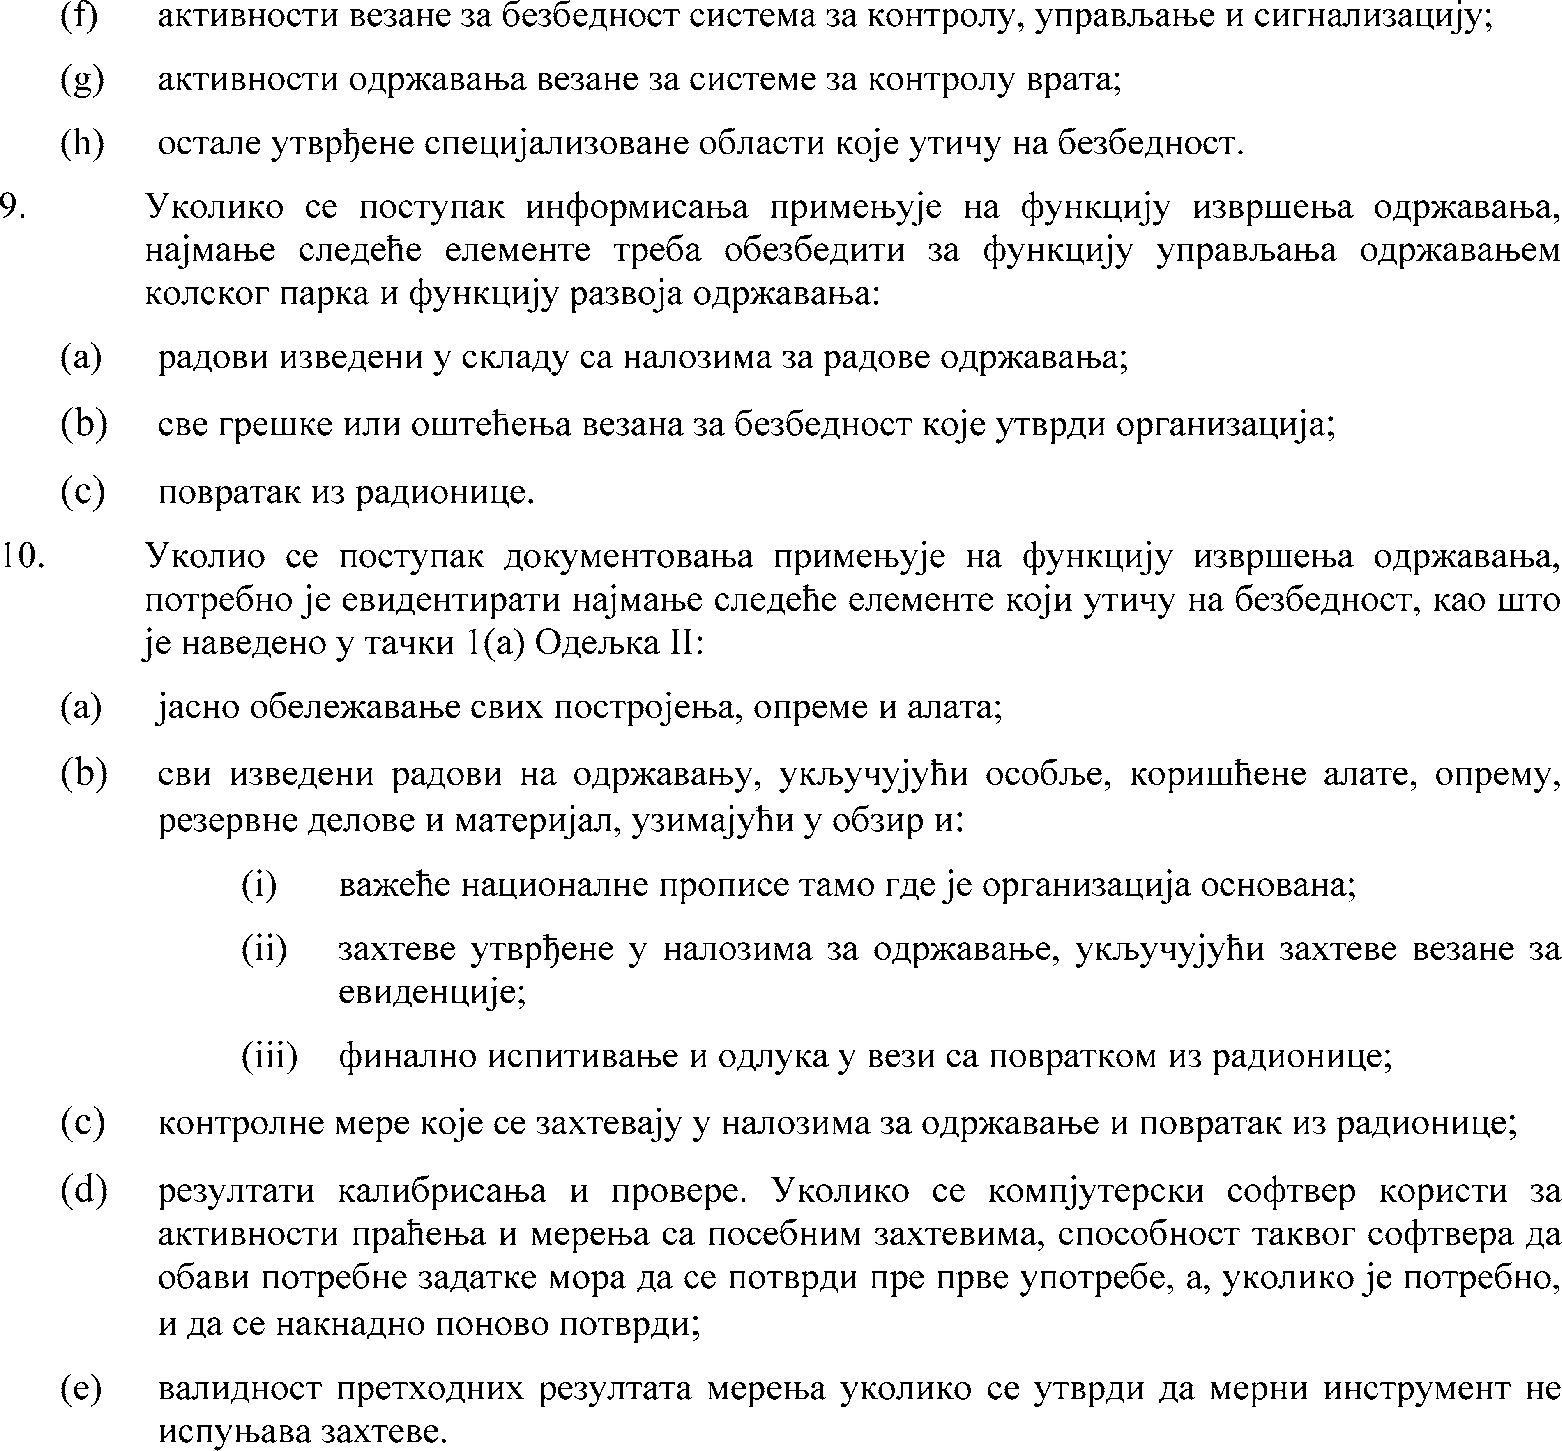 (f) активности везане за безбедност система за контролу, управљање и сигнализацију;
(g) активности одржавања везане за системе за контролу врата;
(h) остале утврђене специјализоване области које утичу на безбедност.
9. Уколико се поступак информисања примењује на функцију извршења одржавања,
најмање следеће елементе треба обезбедити за функцију управљања одржавањем
колског парка и функцију развоја одржавања:
(a) радови изведени у складу са налозима за радове одржавања;
(b) све грешке или оштећења везана за безбедност које утврди организација;
(c) повратак из радионице.
10. Уколио се поступак документовања примењује на функцију извршења одржавања,
потребно је евидентирати најмање следеће елементе који утичу на безбедност, као што
је наведено у тачки 1(а) Одељка II:
(a) јасно обележавање свих постројења, опреме и алата;
(b) сви изведени радови на одржавању, укључујући особље, коришћене алате, опрему,
резервне делове и материјал, узимајући у обзир и:
(i) важеће националне прописе тамо где је организација основана;
(ii) захтеве утврђене у налозима за одржавање, укључујући захтеве везане за
евиденције;
(iii) финално испитивање и одлука у вези са повратком из радионице;
(c) контролне мере које се захтевају у налозима за одржавање и повратак из радионице;
(d) резултати калибрисања и провере. Уколико се компјутерски софтвер користи за
активности праћења и мерења са посебним захтевима, способност таквог софтвера да
обави потребне задатке мора да се потврди пре прве употребе, а, уколико је потребно,
и да се накнадно поново потврди;
(e) валидност претходних резултата мерења уколико се утврди да мерни инструмент не
испуњава захтеве.